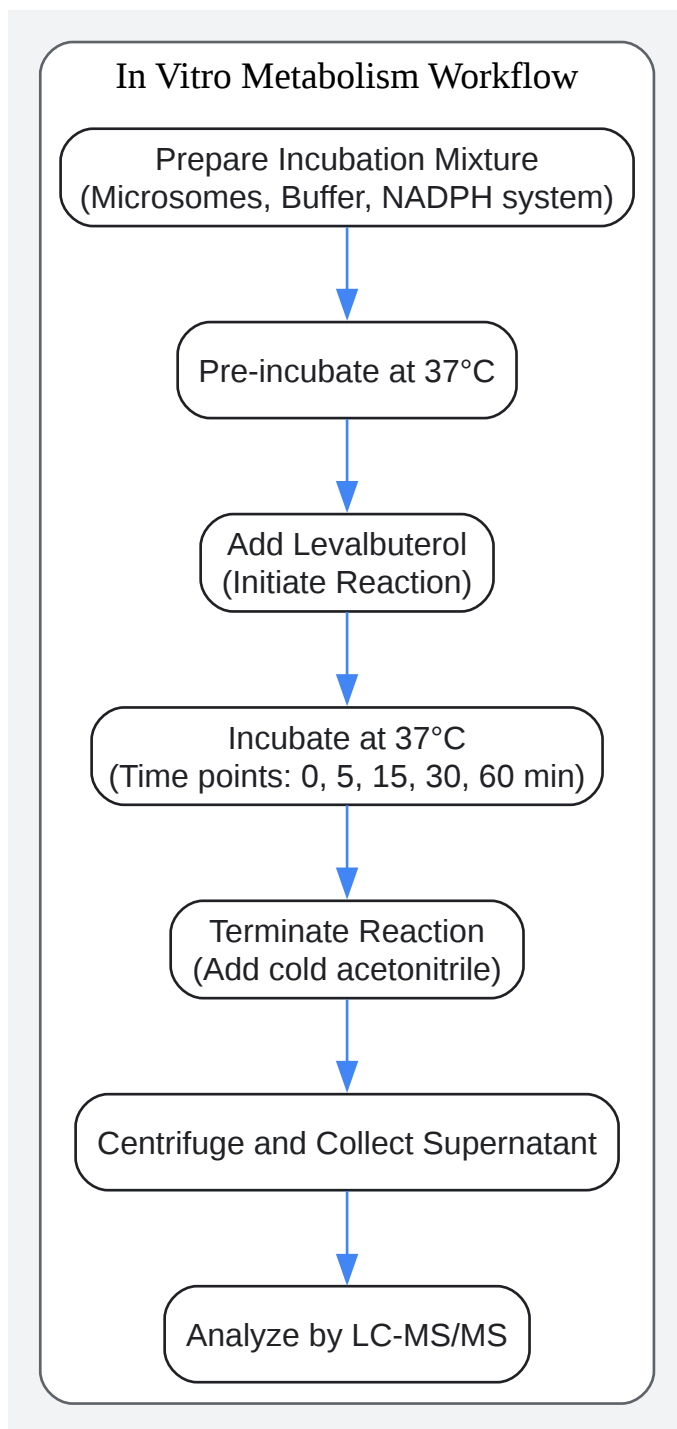 In Vitro Metabolism Workflow
Prepare Incubation Mixture
(Microsomes, Buffer, NADPH system)
Pre-incubate at 37°C
Add Levalbuterol
(Initiate Reaction)
Incubate at 37°C
(Time points: 0, 5, 15, 30, 60 min)
Terminate Reaction
(Add cold acetonitrile)
Centrifuge and Collect Supernatant
Analyze by LC-MS/MS